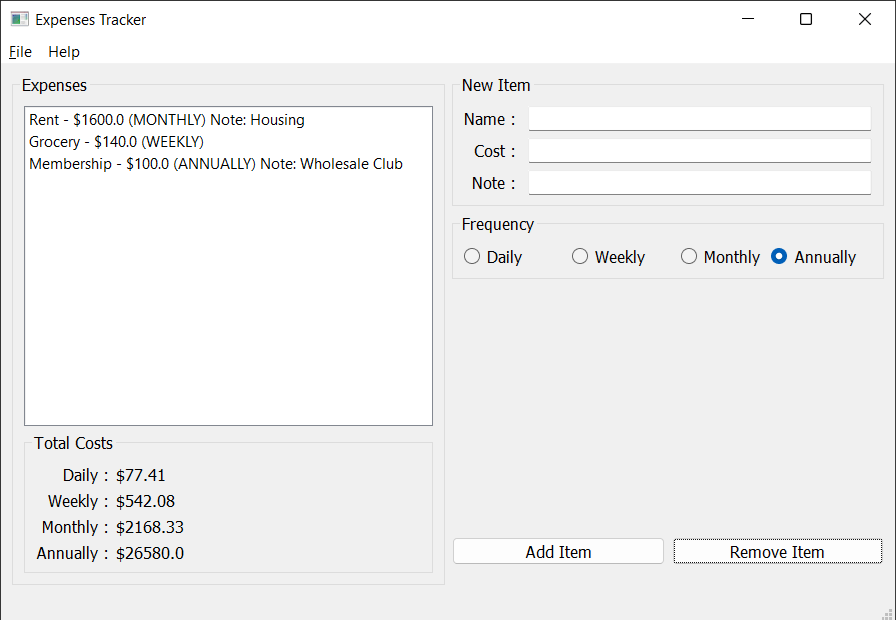 Expenses Tracker
File Help
Expenses
Rent - $1600.0 (MONTHLY) Note: Housing
Grocery - $140.0 (WEEKLY)
Membership - $100.0 (ANNUALLY) Note: Wholesale Club
Total Costs
Daily : $77.41
Weekly : $542.08
Monthly : $2168.33
Annually : $26580.0
New Item
Name :
Cost :
Note :
Frequency
Daily Weekly Monthly Annually
Add Item Remove Item